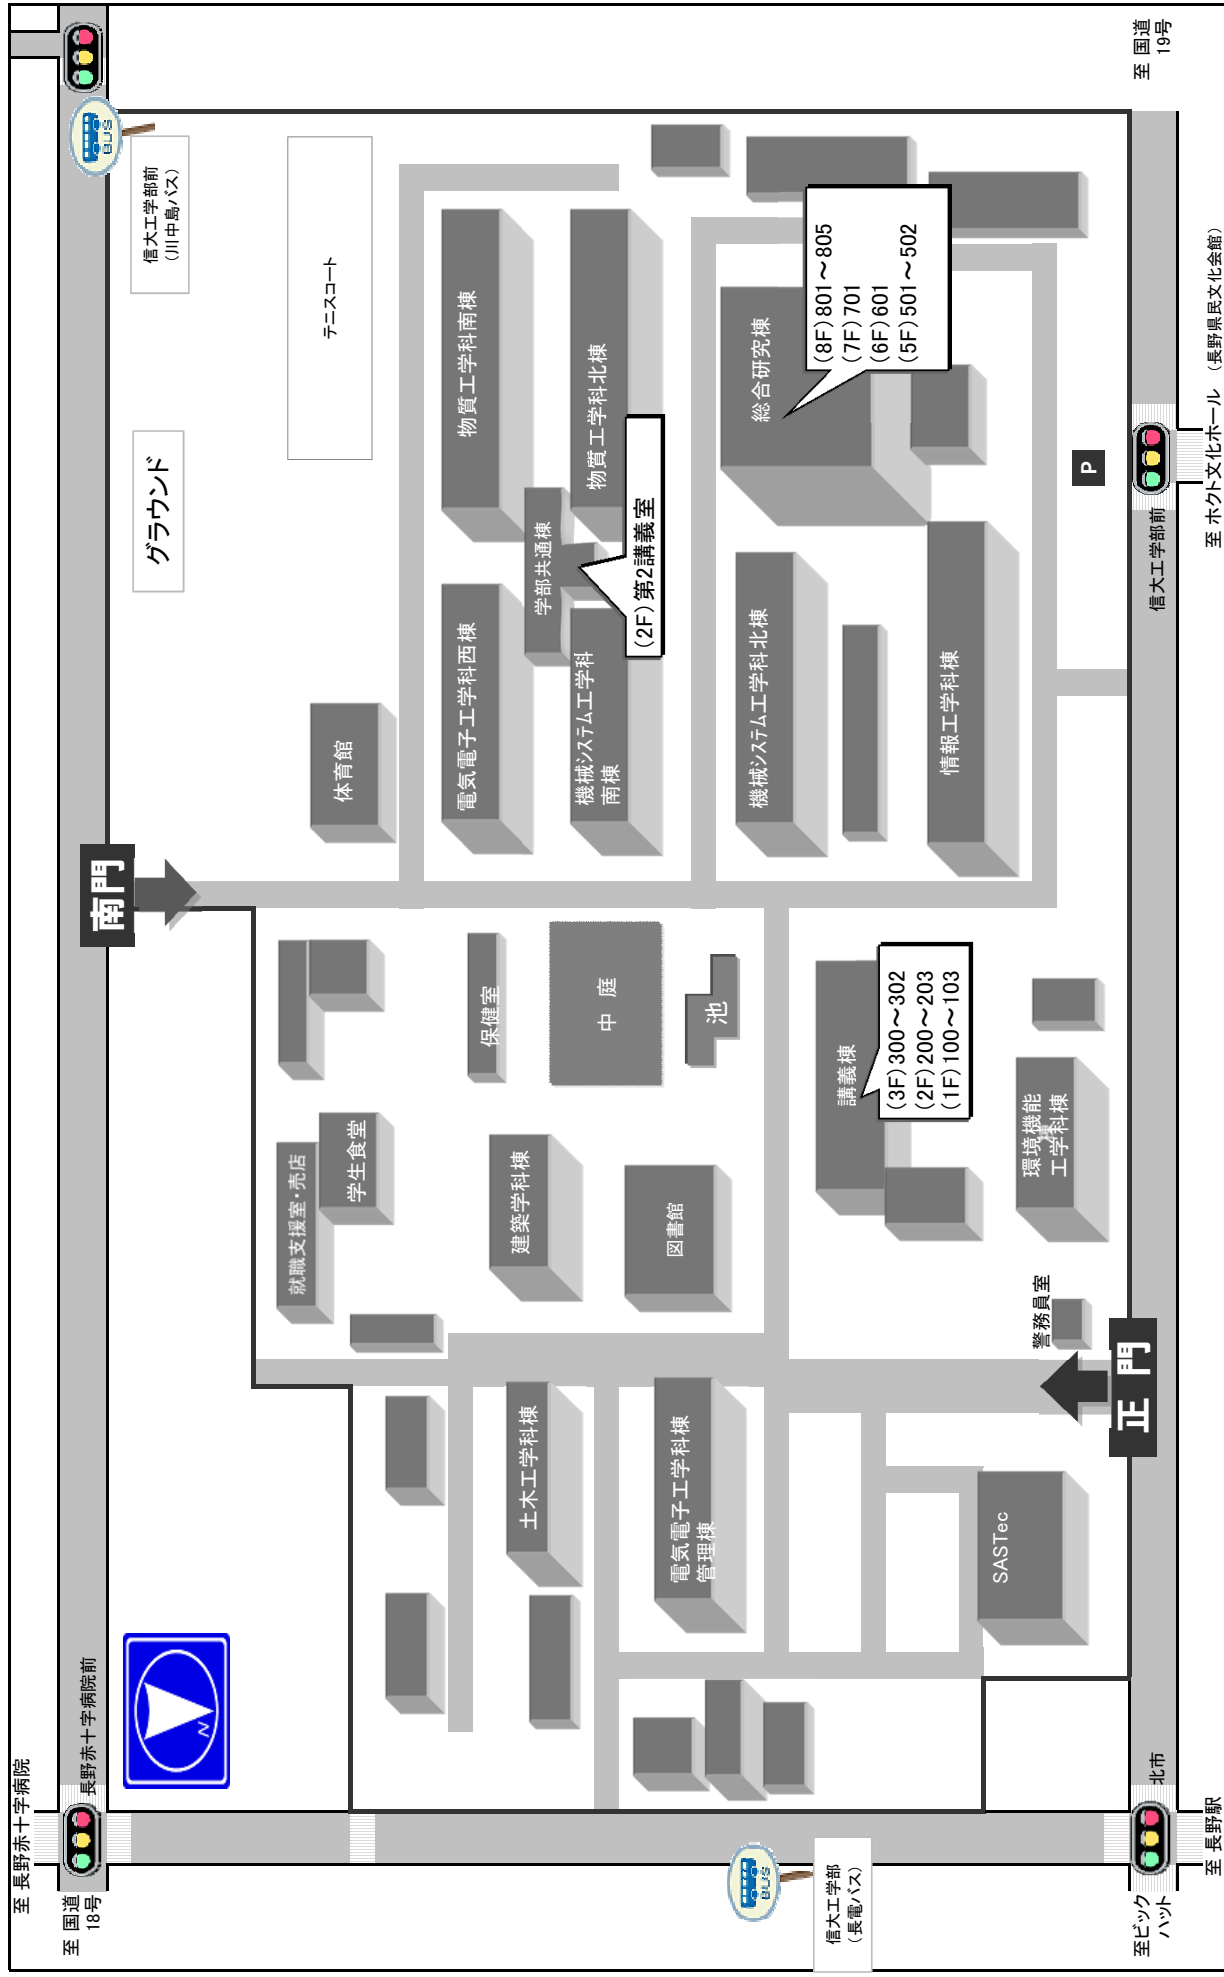 至 長野赤十字病院
至 国道
18号
長野赤十字病院前
N
信大工学部
(長電バス)
BUS
至ビック
ハット
至 長野駅
北市
就職支援室・売店
学生食堂
建築学科棟
図書館
土木工学科棟
電気電子工学科棟
管理棟
SASTec
正 門
警務員室
環境機能
工学科棟
講義棟
(3F)300～302
(2F)200～203
(1F)100～103
保健室
中 庭
池
南門
体育館
電気電子工学科西棟
機械システム工学科
南棟
機械システム工学科北棟
情報工学科棟
学部共通棟
(2F)第2講義室
グラウンド
テニスコート
物質工学科南棟
物質工学科北棟
総合研究棟
(8F)801～805
(7F)701
(6F)601
(5F)501～502
P
信大工学部前
至 ホクト文化ホール (長野県民文化会館)
BUS
信大工学部前
(川中島バス)
至 国道
19号